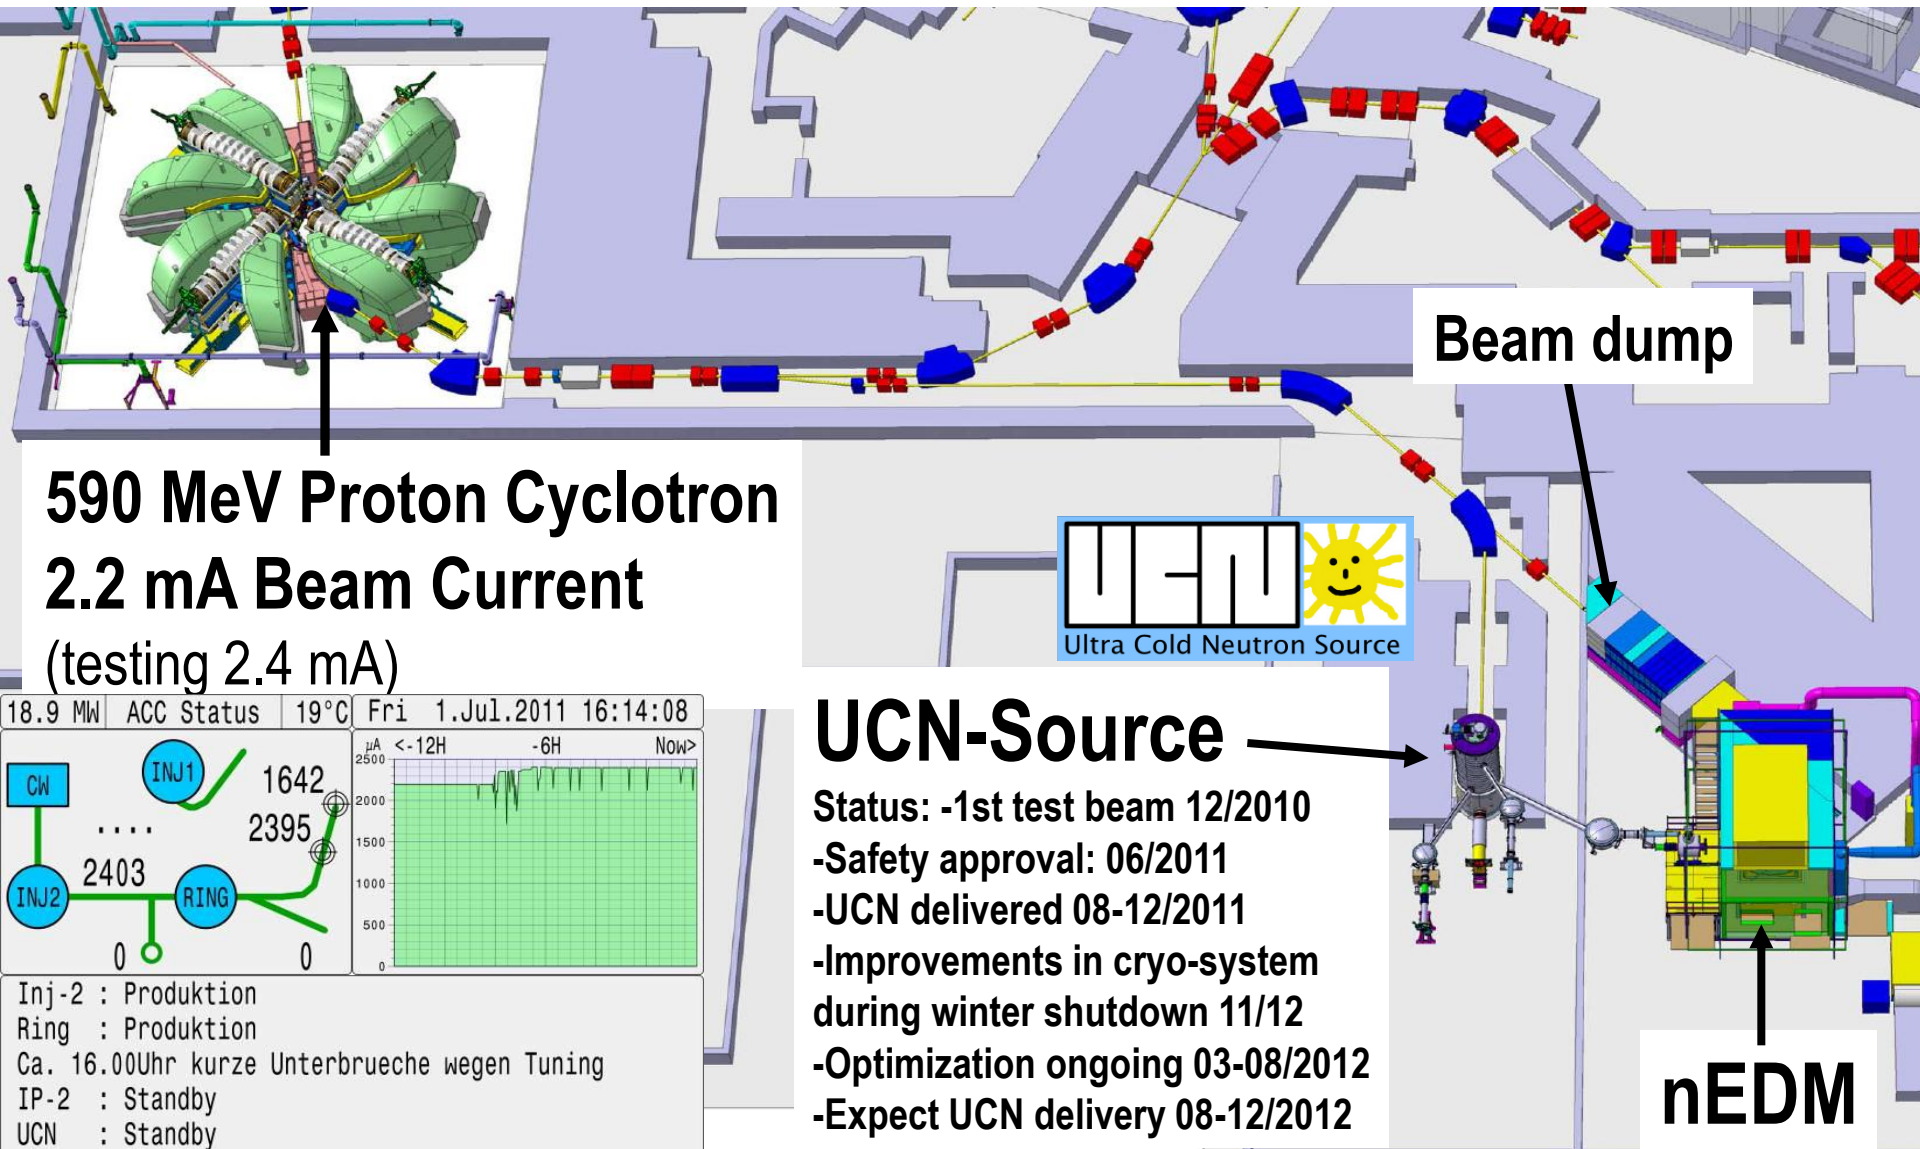 Beam dump
590 MeV Proton Cyclotron
2.2 mA Beam Current
(testing 2.4 mA)
UCN
Ultra Cold Neutron Source
UCN-Source
Status: -1st test beam 12/2010
-Safety approval: 06/2011
-UCN delivered 08-12/2011
-Improvements in cryo-system
during winter shutdown 11/12
-Optimization ongoing 03-08/2012
-Expect UCN delivery 08-12/2012
nEDM
18.9 MW ACC Status 19°C Fri 1.Jul.2011 16:14:08
µA <-12H -6H Now>
2500
2000
1500
1000
500
0
CW
INJ1
1642
....
2395
2403
INJ2
RING
0
0
Inj-2 : Produktion
Ring : Produktion
Ca. 16.00Uhr kurze Unterbrueche wegen Tuning
IP-2 : Standby
UCN : Standby